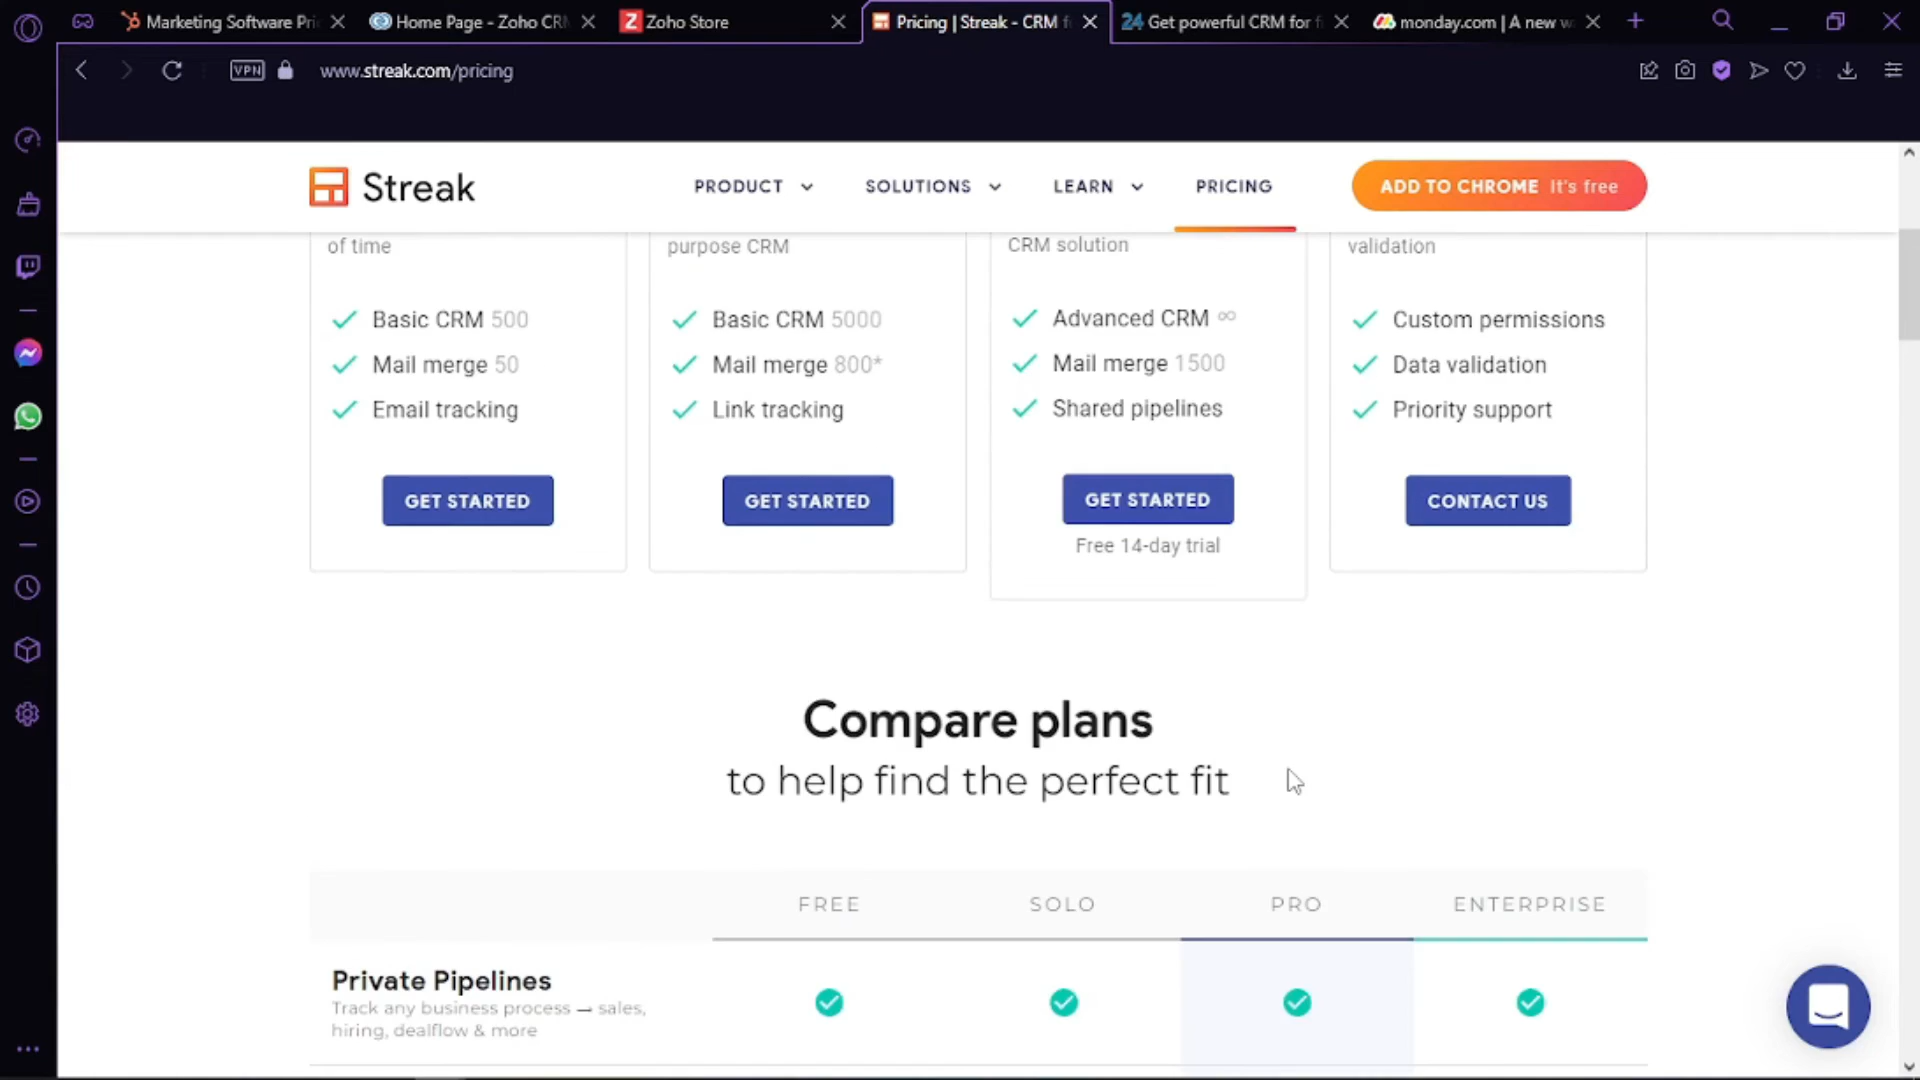 Marketing Software Pri
Home Page - Zoho CRM
Zoho Store
Pricing | Streak - CRM f
24 Get powerful CRM for f
monday.com | A new w
VPN
www.streak.com/pricing
Streak
PRODUCT
SOLUTIONS
LEARN
PRICING
ADD TO CHROME It's free
of time
purpose CRM
CRM solution
validation
Basic CRM 500
Basic CRM 5000
Advanced CRM ∞
Custom permissions
Mail merge 50
Mail merge 800*
Mail merge 1500
Data validation
Email tracking
Link tracking
Shared pipelines
Priority support
GET STARTED
GET STARTED
GET STARTED
CONTACT US
Free 14-day trial
Compare plans
to help find the perfect fit
FREE
SOLO
PRO
ENTERPRISE
Private Pipelines
Track any business process — sales,
hiring, dealflow & more